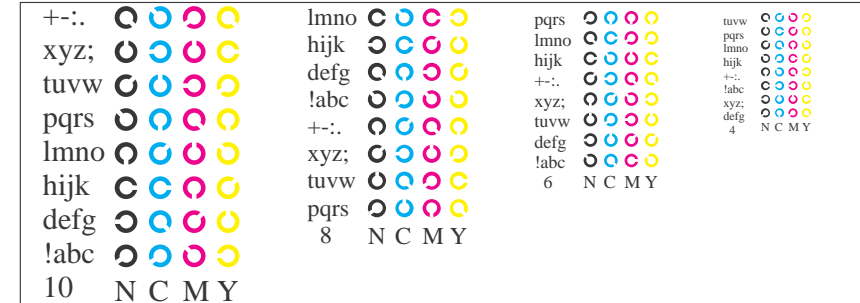 +-:.
xyz;
tuvw
pqrs
lmno
hijk
defg
!abc
10 N C M Y
lmno
hijk
defg
!abc
+-:.
xyz;
tuvw
pqrs
8 N C M Y
pqrs
lmno
hijk
+-:.
xyz;
tuvw
defg
!abc
6 N C M Y
tuvw
pqrs
lmno
hijk
+-:.
!abc
xyz;
defg
4 N C M Y